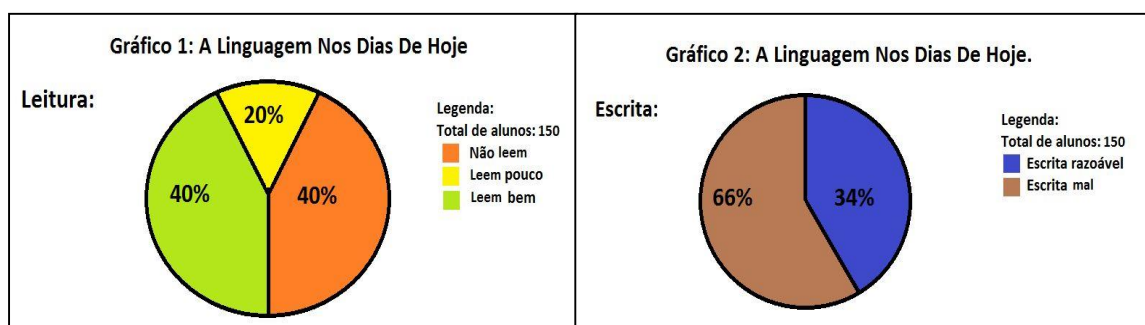 Gráfico 1: A Linguagem Nos Dias De Hoje
Leitura:
20%
40%
40%
Legenda:
Total de alunos: 150
Não leem
Leem pouco
Leem bem
Gráfico 2: A Linguagem Nos Dias De Hoje.
Escrita:
66%
34%
Legenda:
Total de alunos: 150
Escrita razoável
Escrita mal